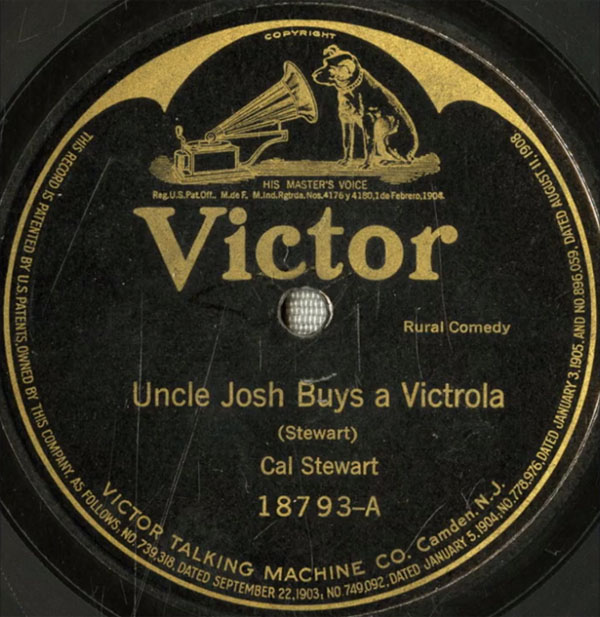 COPYRIGHT
HIS MASTER'S VOICE
Reg.U.S.Pat.Off. M.de F. M.Ind.Rgtrda.Nos.4176 y 4180,1 de Febrero,1904.
Victor
Rural Comedy
Uncle Josh Buys a Victrola
(Stewart)
Cal Stewart
18793-A
VICTOR TALKING MACHINE CO. Camden.N.J.
THIS RECORD IS PATENTED BY U.S.PATENTS,OWNED BY THIS COMPANY, AS FOLLOWS, NO.739,318, DATED SEPTEMBER 22,1903; NO.749,092, DATED JANUARY 5,1904; NO.778,976, DATED JANUARY 3,1905, AND NO.896,059, DATED AUGUST 11, 1908.